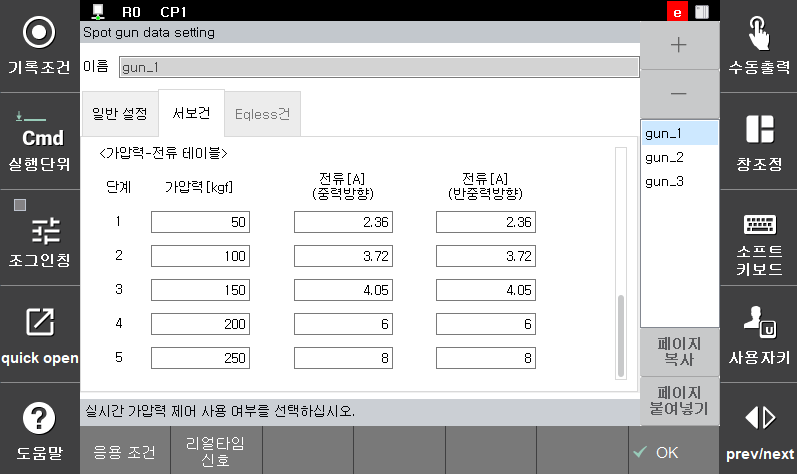 R0 CP1
e
Spot gun data setting
이름 gun_1
일반 설정 서보건 Eqless건
<가압력-전류 테이블>
단계 가압력[kgf] 전류[A] 전류[A]
(중력방향) (반중력방향)
1 50 2.36 2.36
2 100 3.72 3.72
3 150 4.05 4.05
4 200 6 6
5 250 8 8
실시간 가압력 제어 사용 여부를 선택하십시오.
+
−
gun_1
gun_2
gun_3
페이지
복사
페이지
붙여넣기
기록조건
Cmd
실행단위
조그인칭
quick open
?
도움말
수동출력
창조정
소프트
키보드
U
사용자키
prev/next
응용 조건
리얼타임
신호
OK